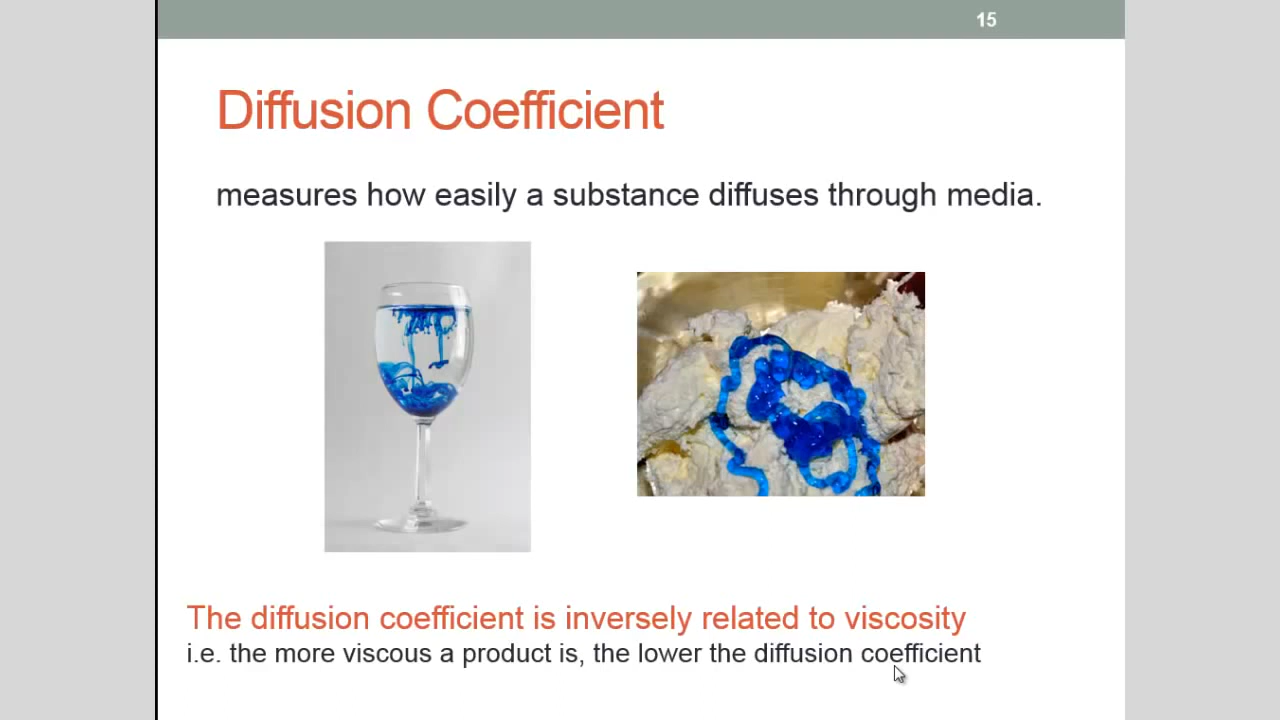 15
Diffusion Coefficient
measures how easily a substance diffuses through media.
The diffusion coefficient is inversely related to viscosity
i.e. the more viscous a product is, the lower the diffusion coefficient